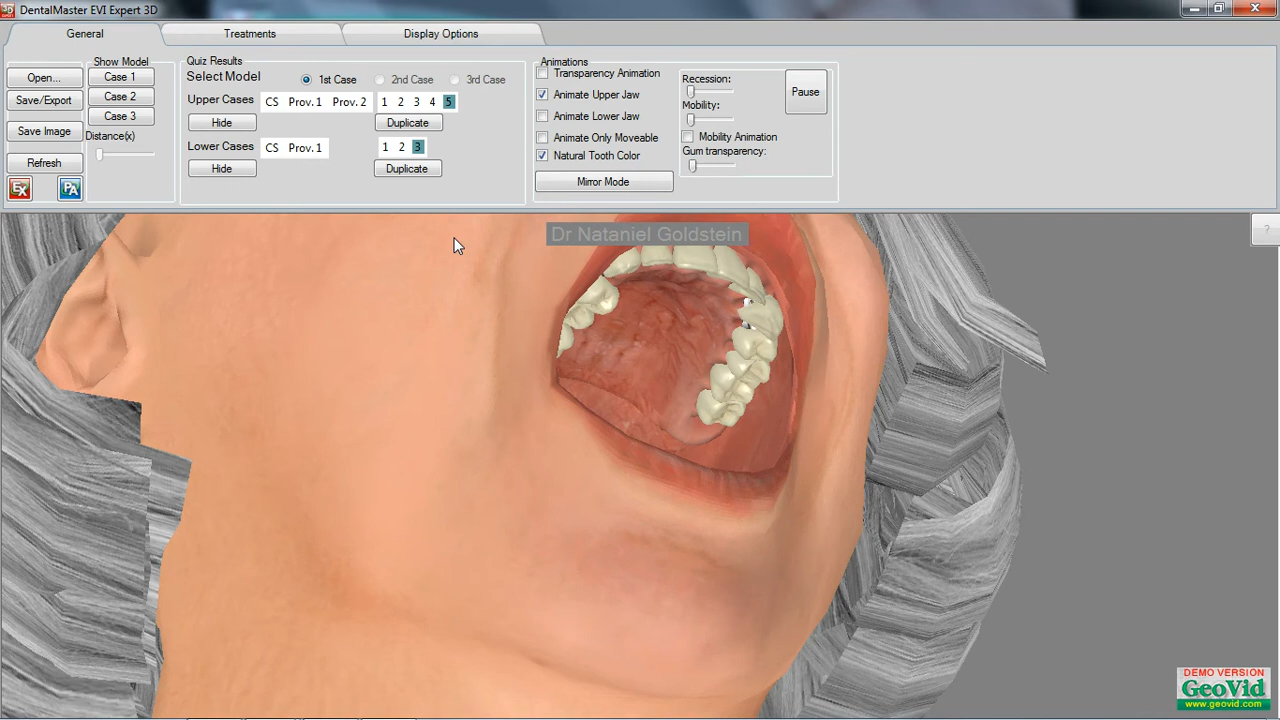 DentalMaster EVI Expert 3D
General
Treatments
Display Options
Open...
Save/Export
Save Image
Refresh
EX
PA
Show Model
Case 1
Case 2
Case 3
Distance(x)
Quiz Results
Select Model
1st Case
2nd Case
3rd Case
Upper Cases
CS Prov.1 Prov.2
1 2 3 4 5
Hide
Duplicate
Lower Cases
CS Prov.1
1 2 3
Hide
Duplicate
Animations
Transparency Animation
Animate Upper Jaw
Animate Lower Jaw
Animate Only Moveable
Natural Tooth Color
Mirror Mode
Recession:
Mobility:
Mobility Animation
Gum transparency:
Pause
?
Dr Nataniel Goldstein
DEMO VERSION
GeoVid
www.geovid.com